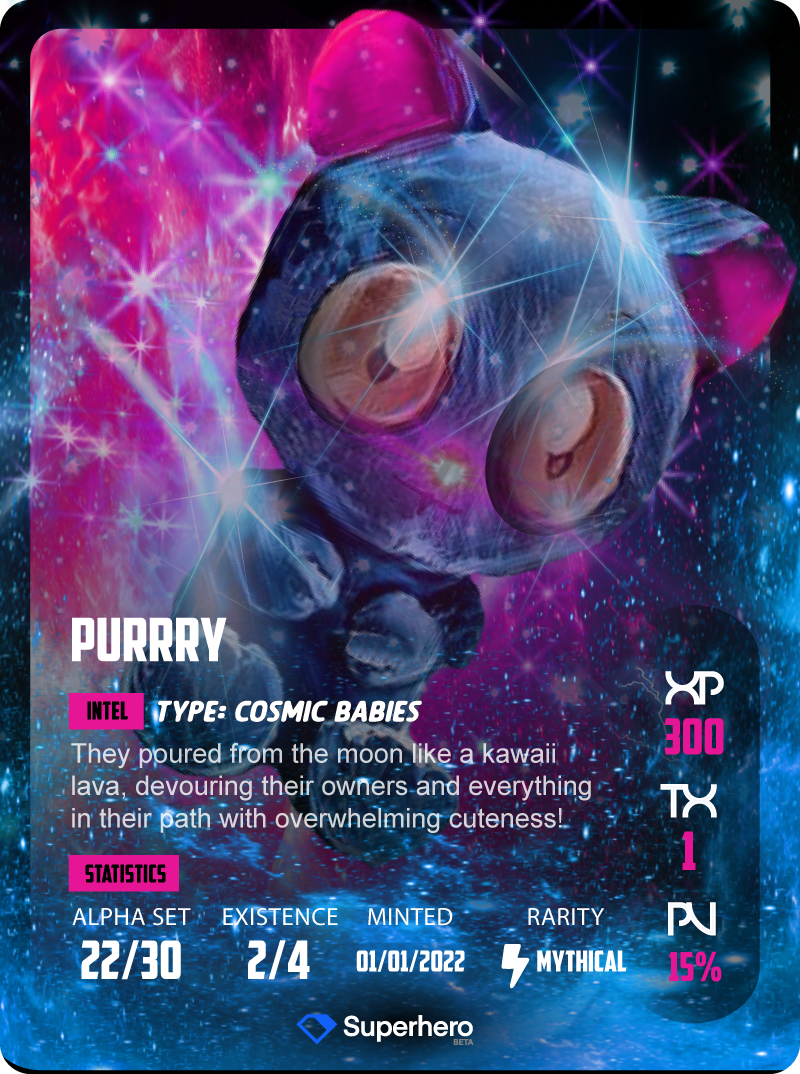 PURRRY
INTEL TYPE: COSMIC BABIES
They poured from the moon like a kawaii
lava, devouring their owners and everything
in their path with overwhelming cuteness!
XP
300
TX
1
PV
15%
STATISTICS
ALPHA SET EXISTENCE MINTED RARITY
22/30 2/4 01/01/2022 MYTHICAL
Superhero
BETA